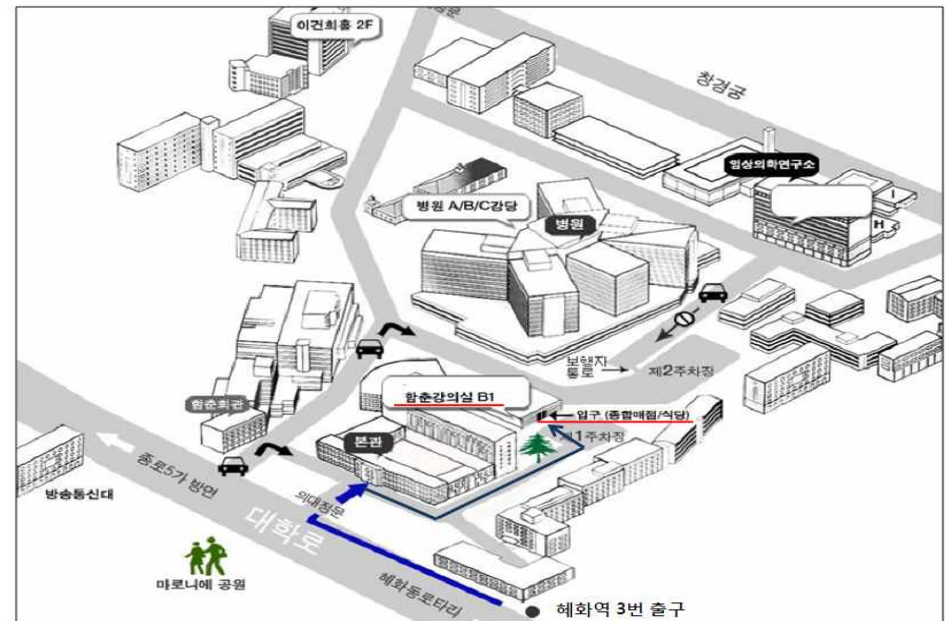 이건희홀 2F
정문
창경궁
임상의학연구소
병원 A/B/C강당
병원
H
보행자
통로
제2주차장
함춘강의실 B1
입구 (종합매점/식당)
제1주차장
함춘회관
본관
종로5가 방면
의대정문
방송통신대
대학로
마로니에 공원
혜화동로타리
혜화역 3번 출구